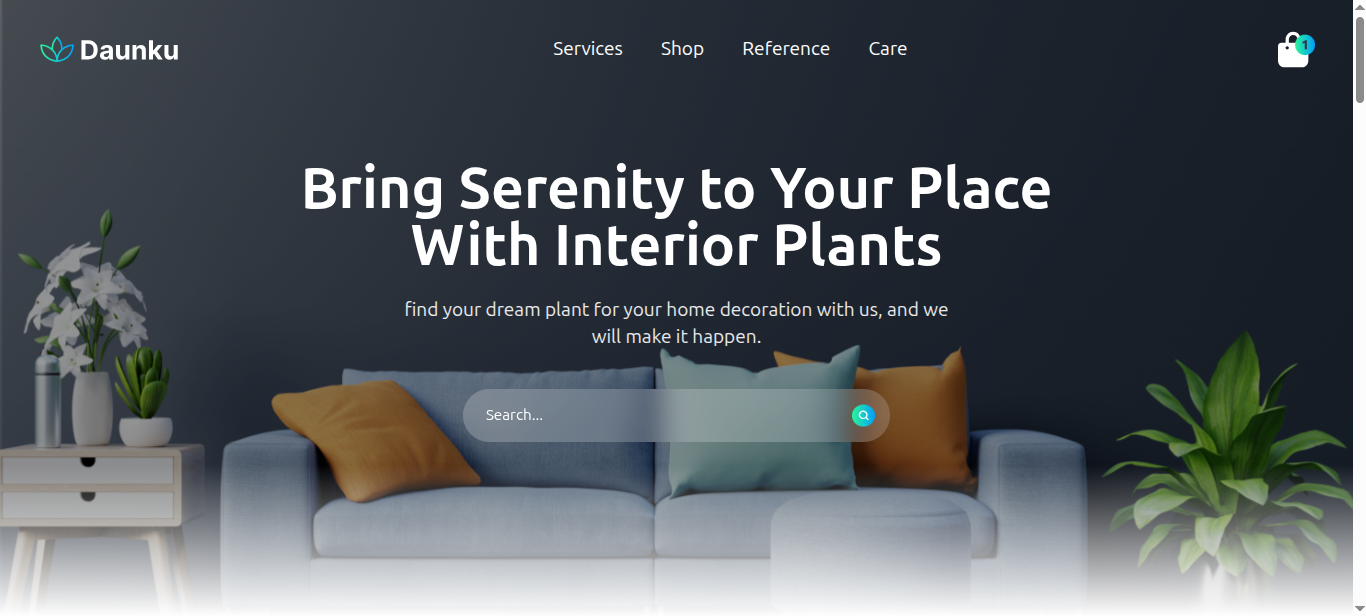 Daunku
Services
Shop
Reference
Care
1
Bring Serenity to Your Place
With Interior Plants
find your dream plant for your home decoration with us, and we
will make it happen.
Search...